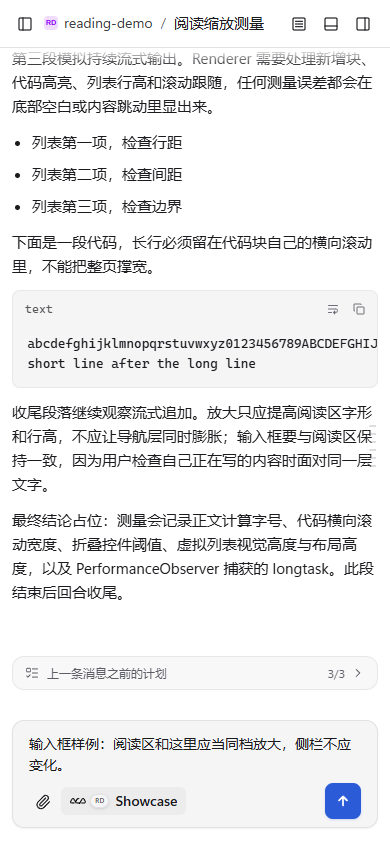 RD reading-demo / 阅读缩放测量
第三段模拟持续流式输出。Renderer 需要处理新增块、
代码高亮、列表行高和滚动跟随，任何测量误差都会在
底部空白或内容跳动里显出来。
• 列表第一项，检查行距
• 列表第二项，检查间距
• 列表第三项，检查边界
下面是一段代码，长行必须留在代码块自己的横向滚动
里，不能把整页撑宽。
text
abcdefghijklmnopqrstuvwxyz0123456789ABCDEFGHIJ
short line after the long line
收尾段落继续观察流式追加。放大只应提高阅读区字形
和行高，不应让导航层同时膨胀；输入框要与阅读区保
持一致，因为用户检查自己正在写的内容时面对同一层
文字。
最终结论占位：测量会记录正文计算字号、代码横向滚
动宽度、折叠控件阈值、虚拟列表视觉高度与布局高
度，以及 PerformanceObserver 捕获的 longtask。此段
结束后回合收尾。
上一条消息之前的计划 3/3
输入框样例：阅读区和这里应当同档放大，侧栏不应
变化。
RD Showcase